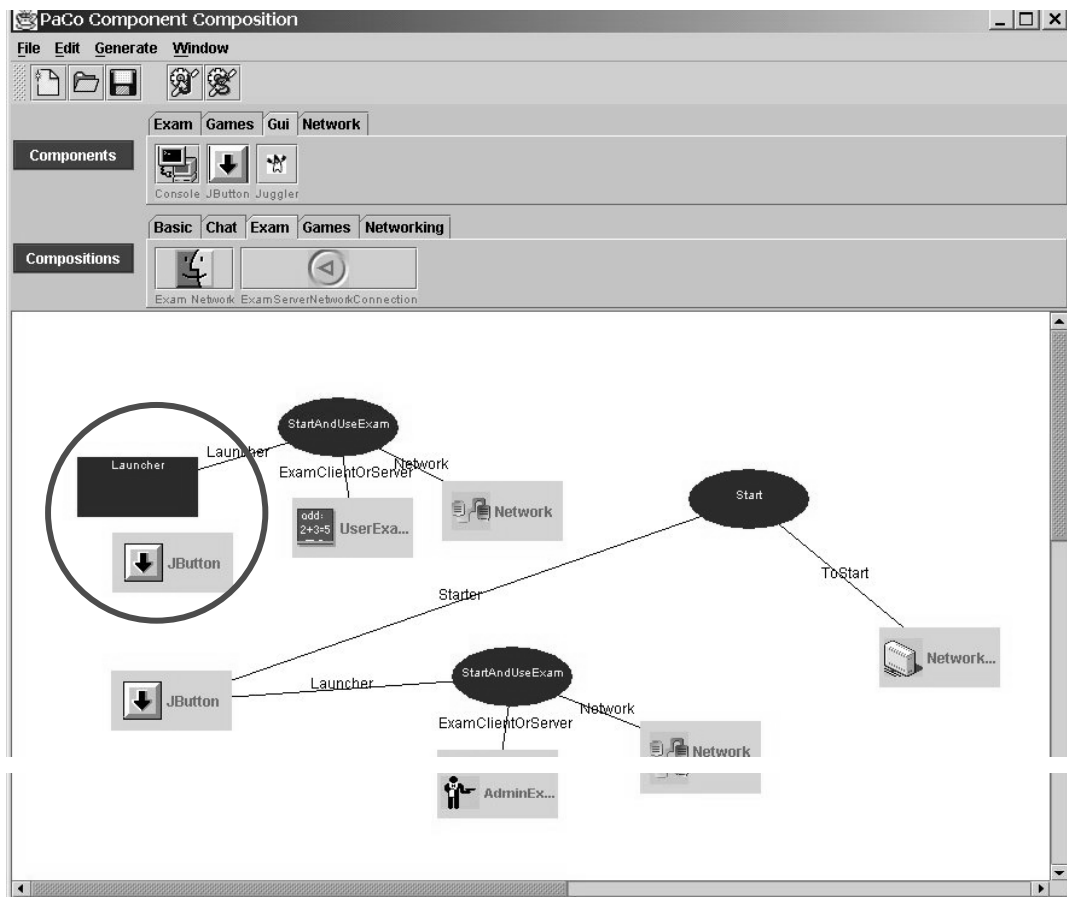 PaCo Component Composition
File Edit Generate Window
Exam Games Gui Network
Components
Console JButton Juggler
Basic Chat Exam Games Networking
Compositions
Exam Network ExamServerNetworkConnection
StartAndUseExam
Launcher
Launcher
Network
ExamClientOrServer
Start
add:
2+3=5
UserExa...
Network
JButton
ToStart
Starter
Network...
StartAndUseExam
Launcher
JButton
Network
ExamClientOrServer
Network
AdminEx...